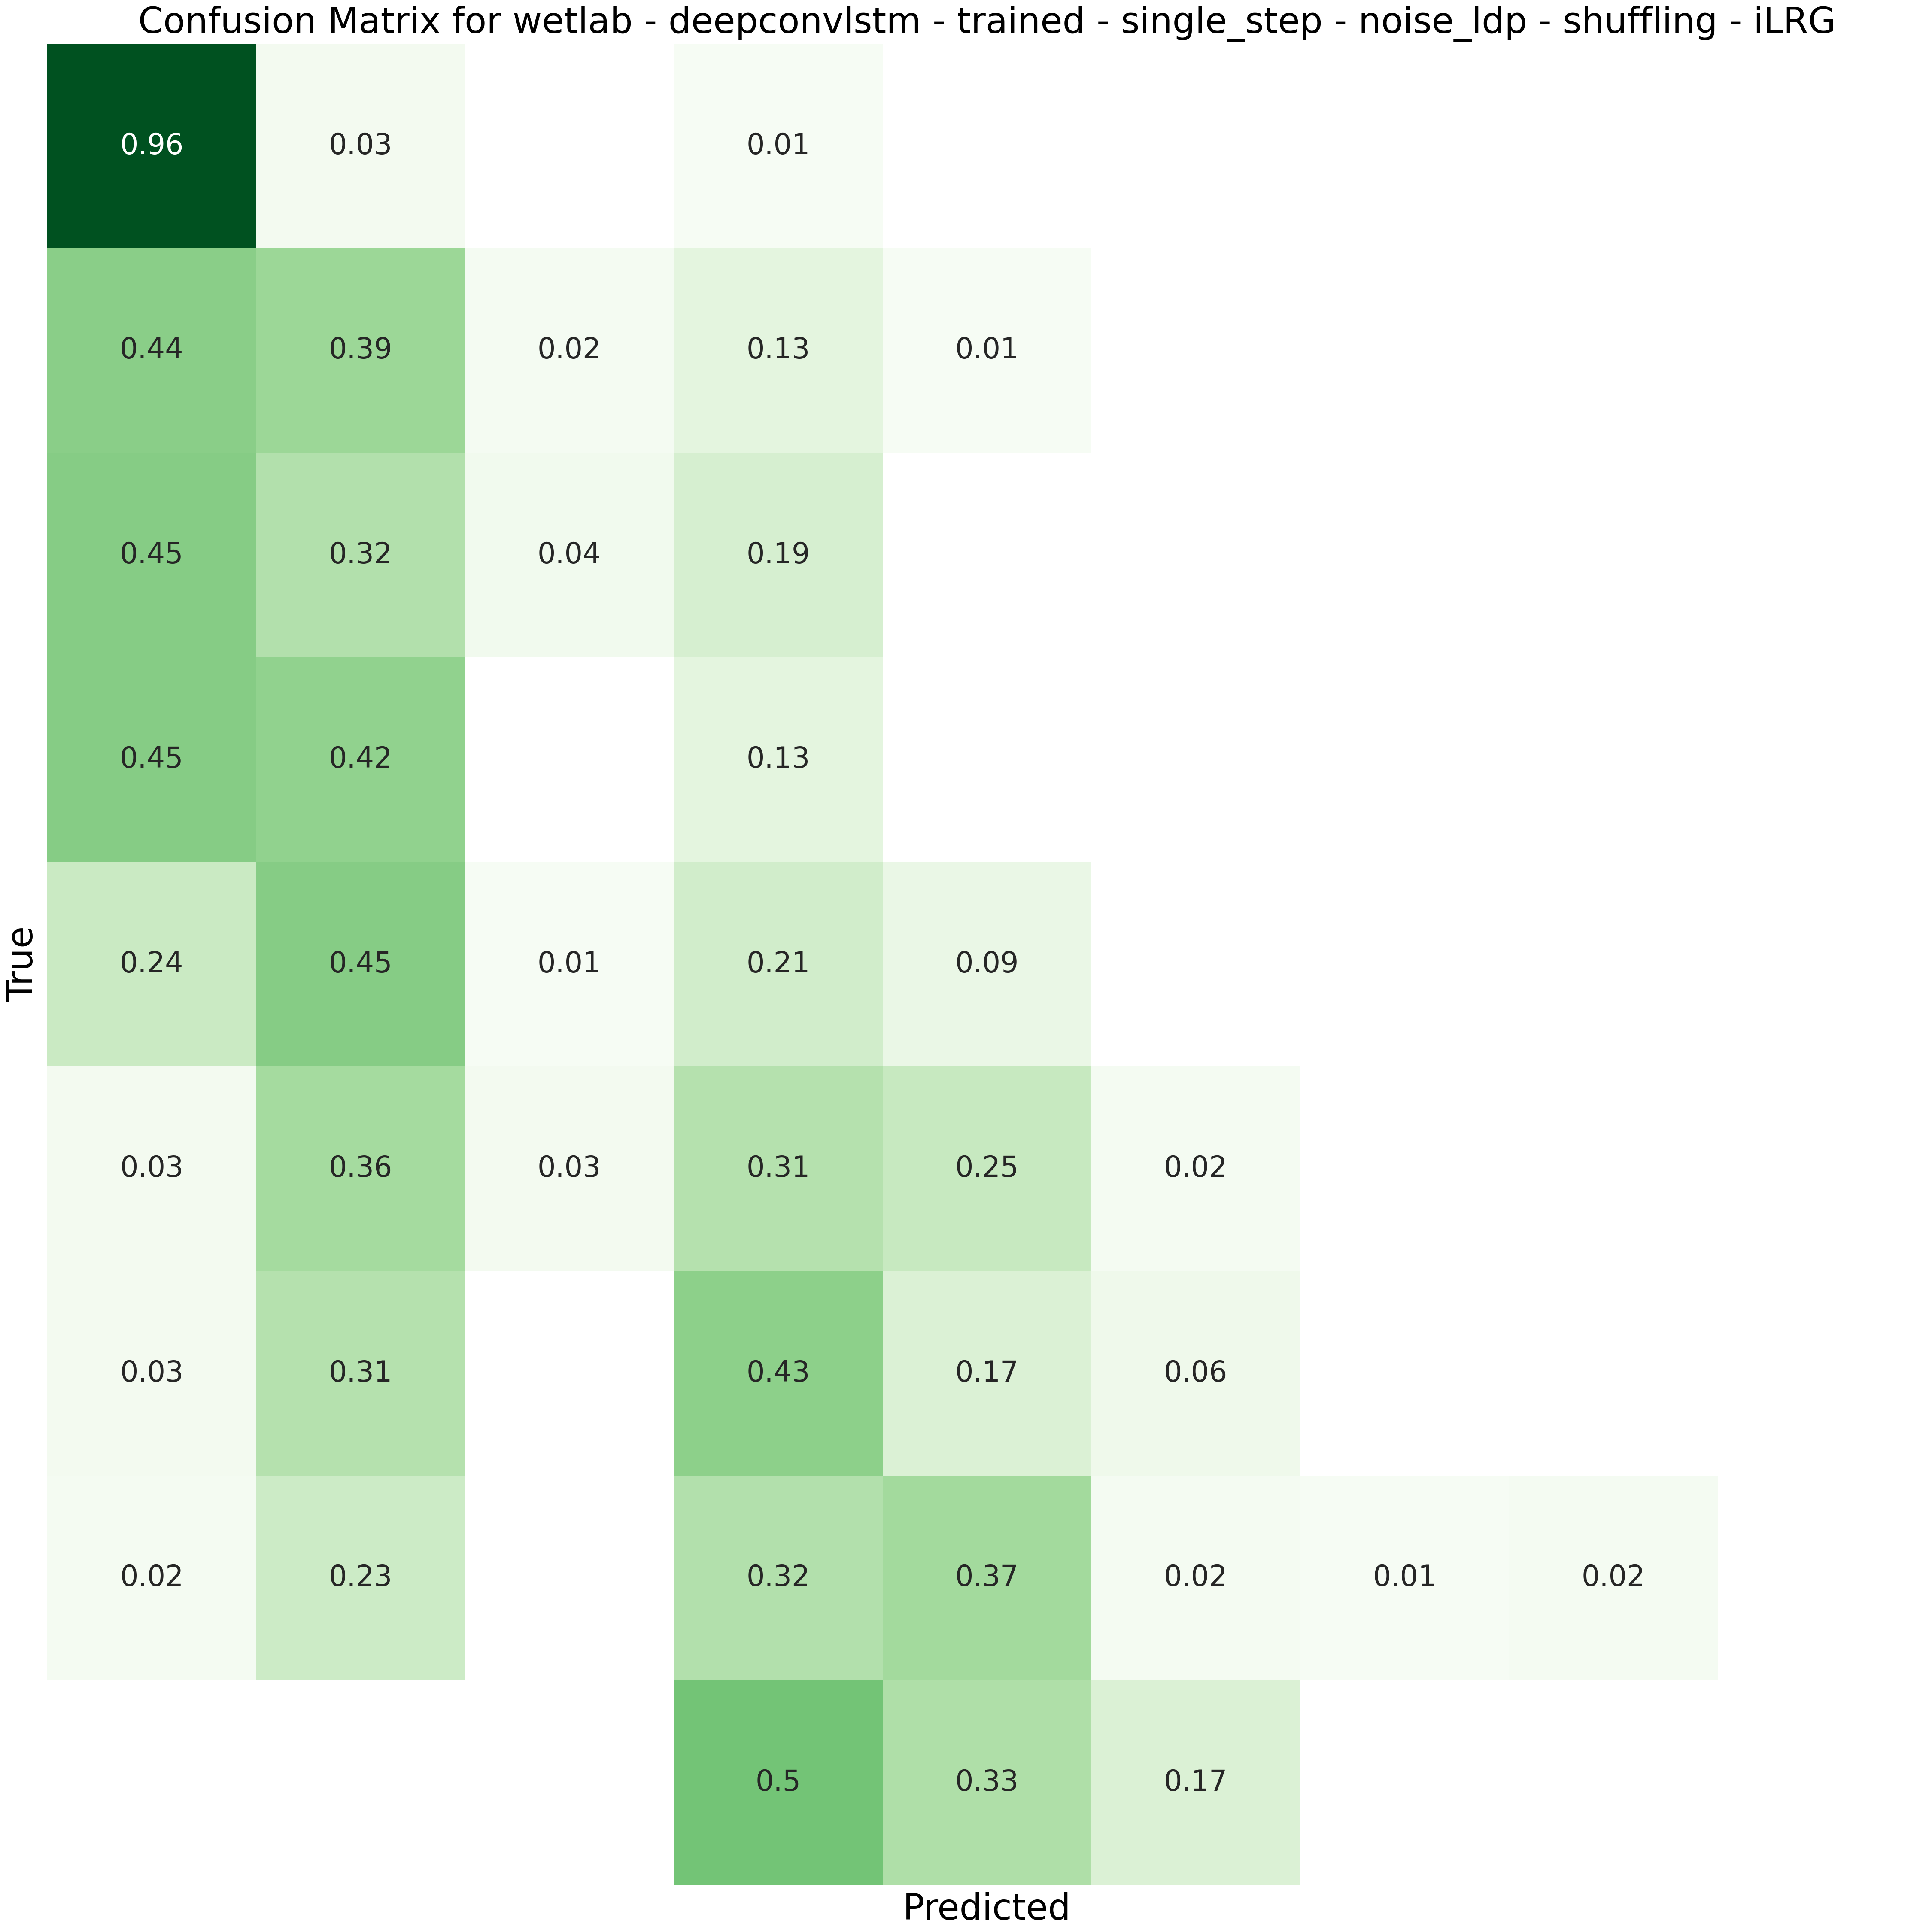 Confusion Matrix for wetlab - deepconvlstm - trained - single_step - noise_ldp - shuffling - iLRG
0.96 0.03 0.01
0.44 0.39 0.02 0.13 0.01
0.45 0.32 0.04 0.19
0.45 0.42 0.13
0.24 0.45 0.01 0.21 0.09
0.03 0.36 0.03 0.31 0.25 0.02
0.03 0.31 0.43 0.17 0.06
0.02 0.23 0.32 0.37 0.02 0.01 0.02
0.5 0.33 0.17
True
Predicted